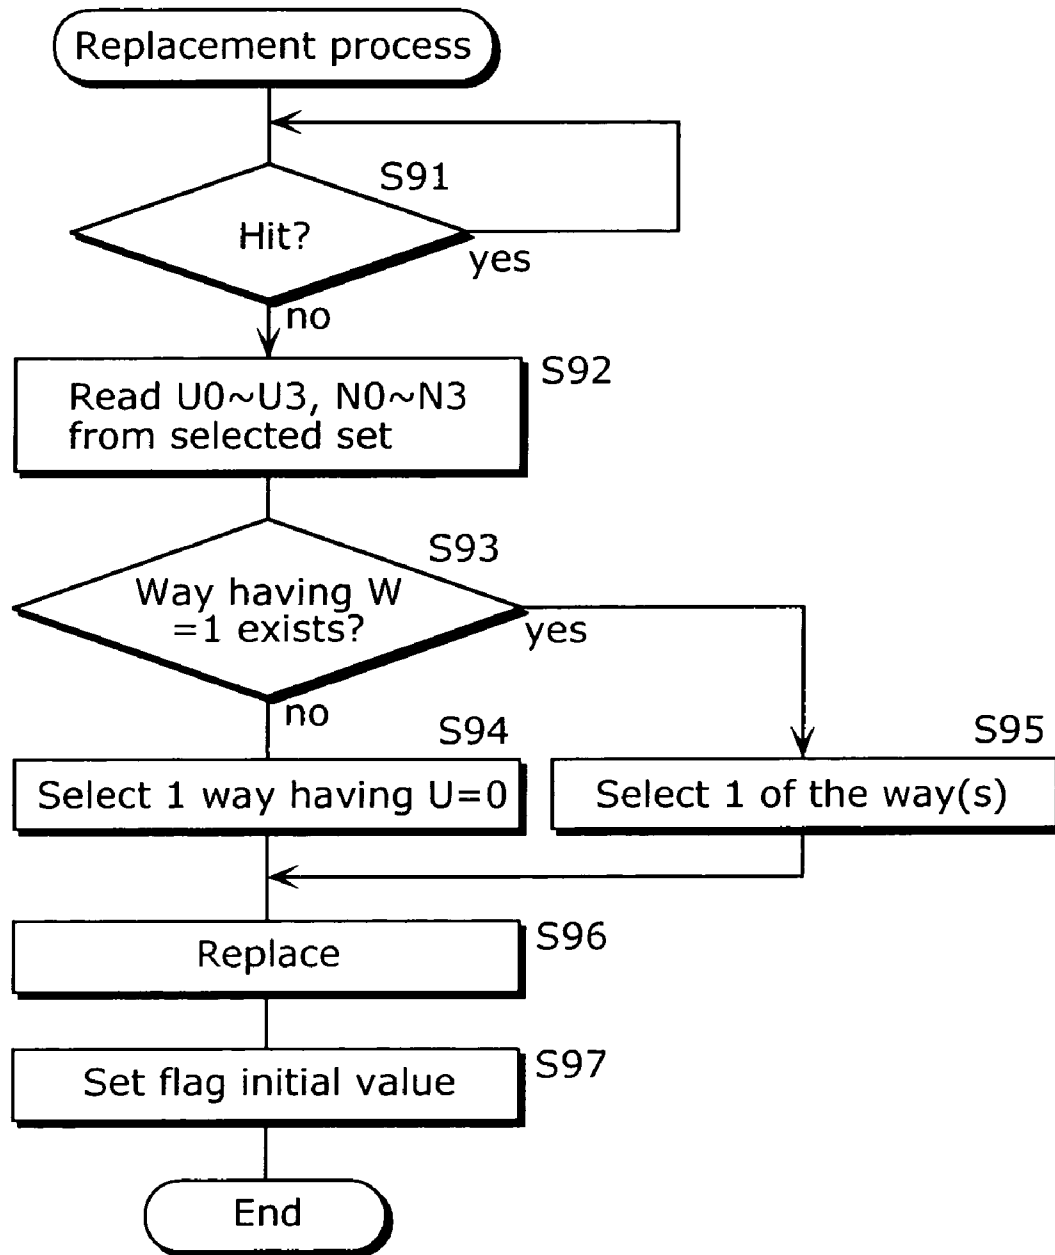 Replacement process
S91
Hit?
yes
no
S92
Read U0~U3, N0~N3
from selected set
S93
Way having W
=1 exists?
yes
no
S94
S95
Select 1 way having U=0
Select 1 of the way(s)
Replace
S96
Set flag initial value
S97
End